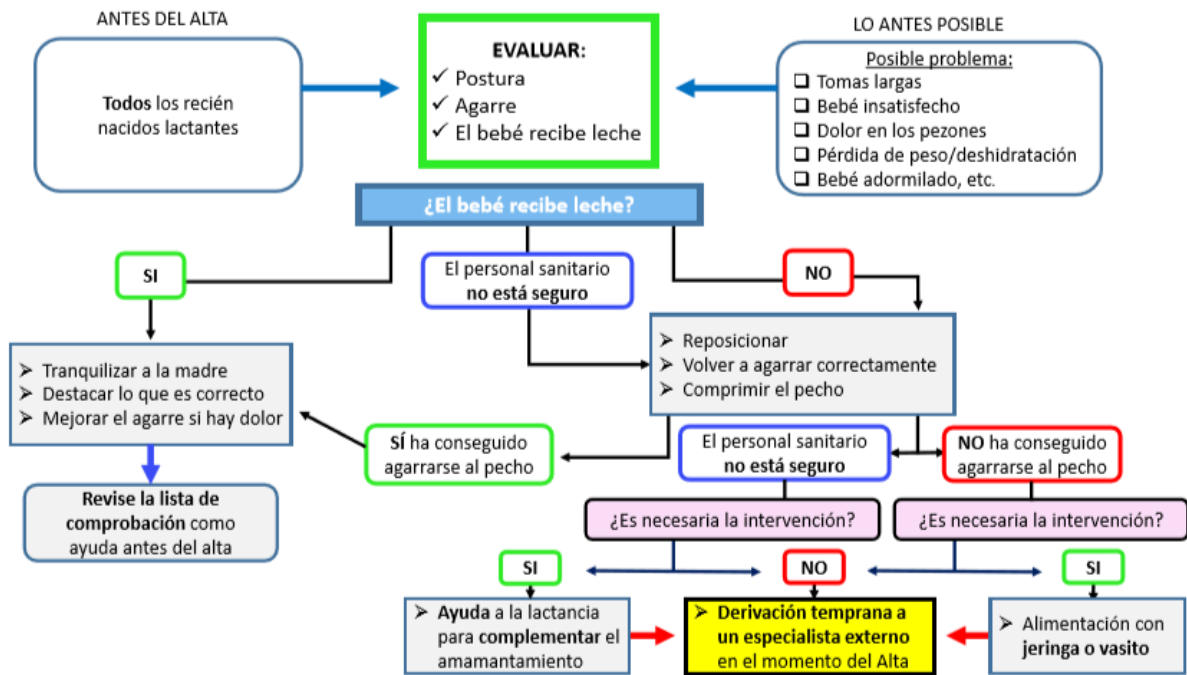 ANTES DEL ALTA
Todos los recién
nacidos lactantes
EVALUAR:
✓ Postura
✓ Agarre
✓ El bebé recibe leche
LO ANTES POSIBLE
Posible problema:
❑ Tomas largas
❑ Bebé insatisfecho
❑ Dolor en los pezones
❑ Pérdida de peso/deshidratación
❑ Bebé adormilado, etc.
¿El bebé recibe leche?
SI
El personal sanitario
no está seguro
NO
➢ Tranquilizar a la madre
➢ Destacar lo que es correcto
➢ Mejorar el agarre si hay dolor
➢ Reposicionar
➢ Volver a agarrar correctamente
➢ Comprimir el pecho
SÍ ha conseguido
agarrarse al pecho
El personal sanitario
no está seguro
NO ha conseguido
agarrarse al pecho
Revise la lista de
comprobación como
ayuda antes del alta
¿Es necesaria la intervención?
¿Es necesaria la intervención?
SI
NO
SI
➢ Ayuda a la lactancia
para complementar el
amamantamiento
➢ Derivación temprana a
un especialista externo
en el momento del Alta
➢ Alimentación con
jeringa o vasito